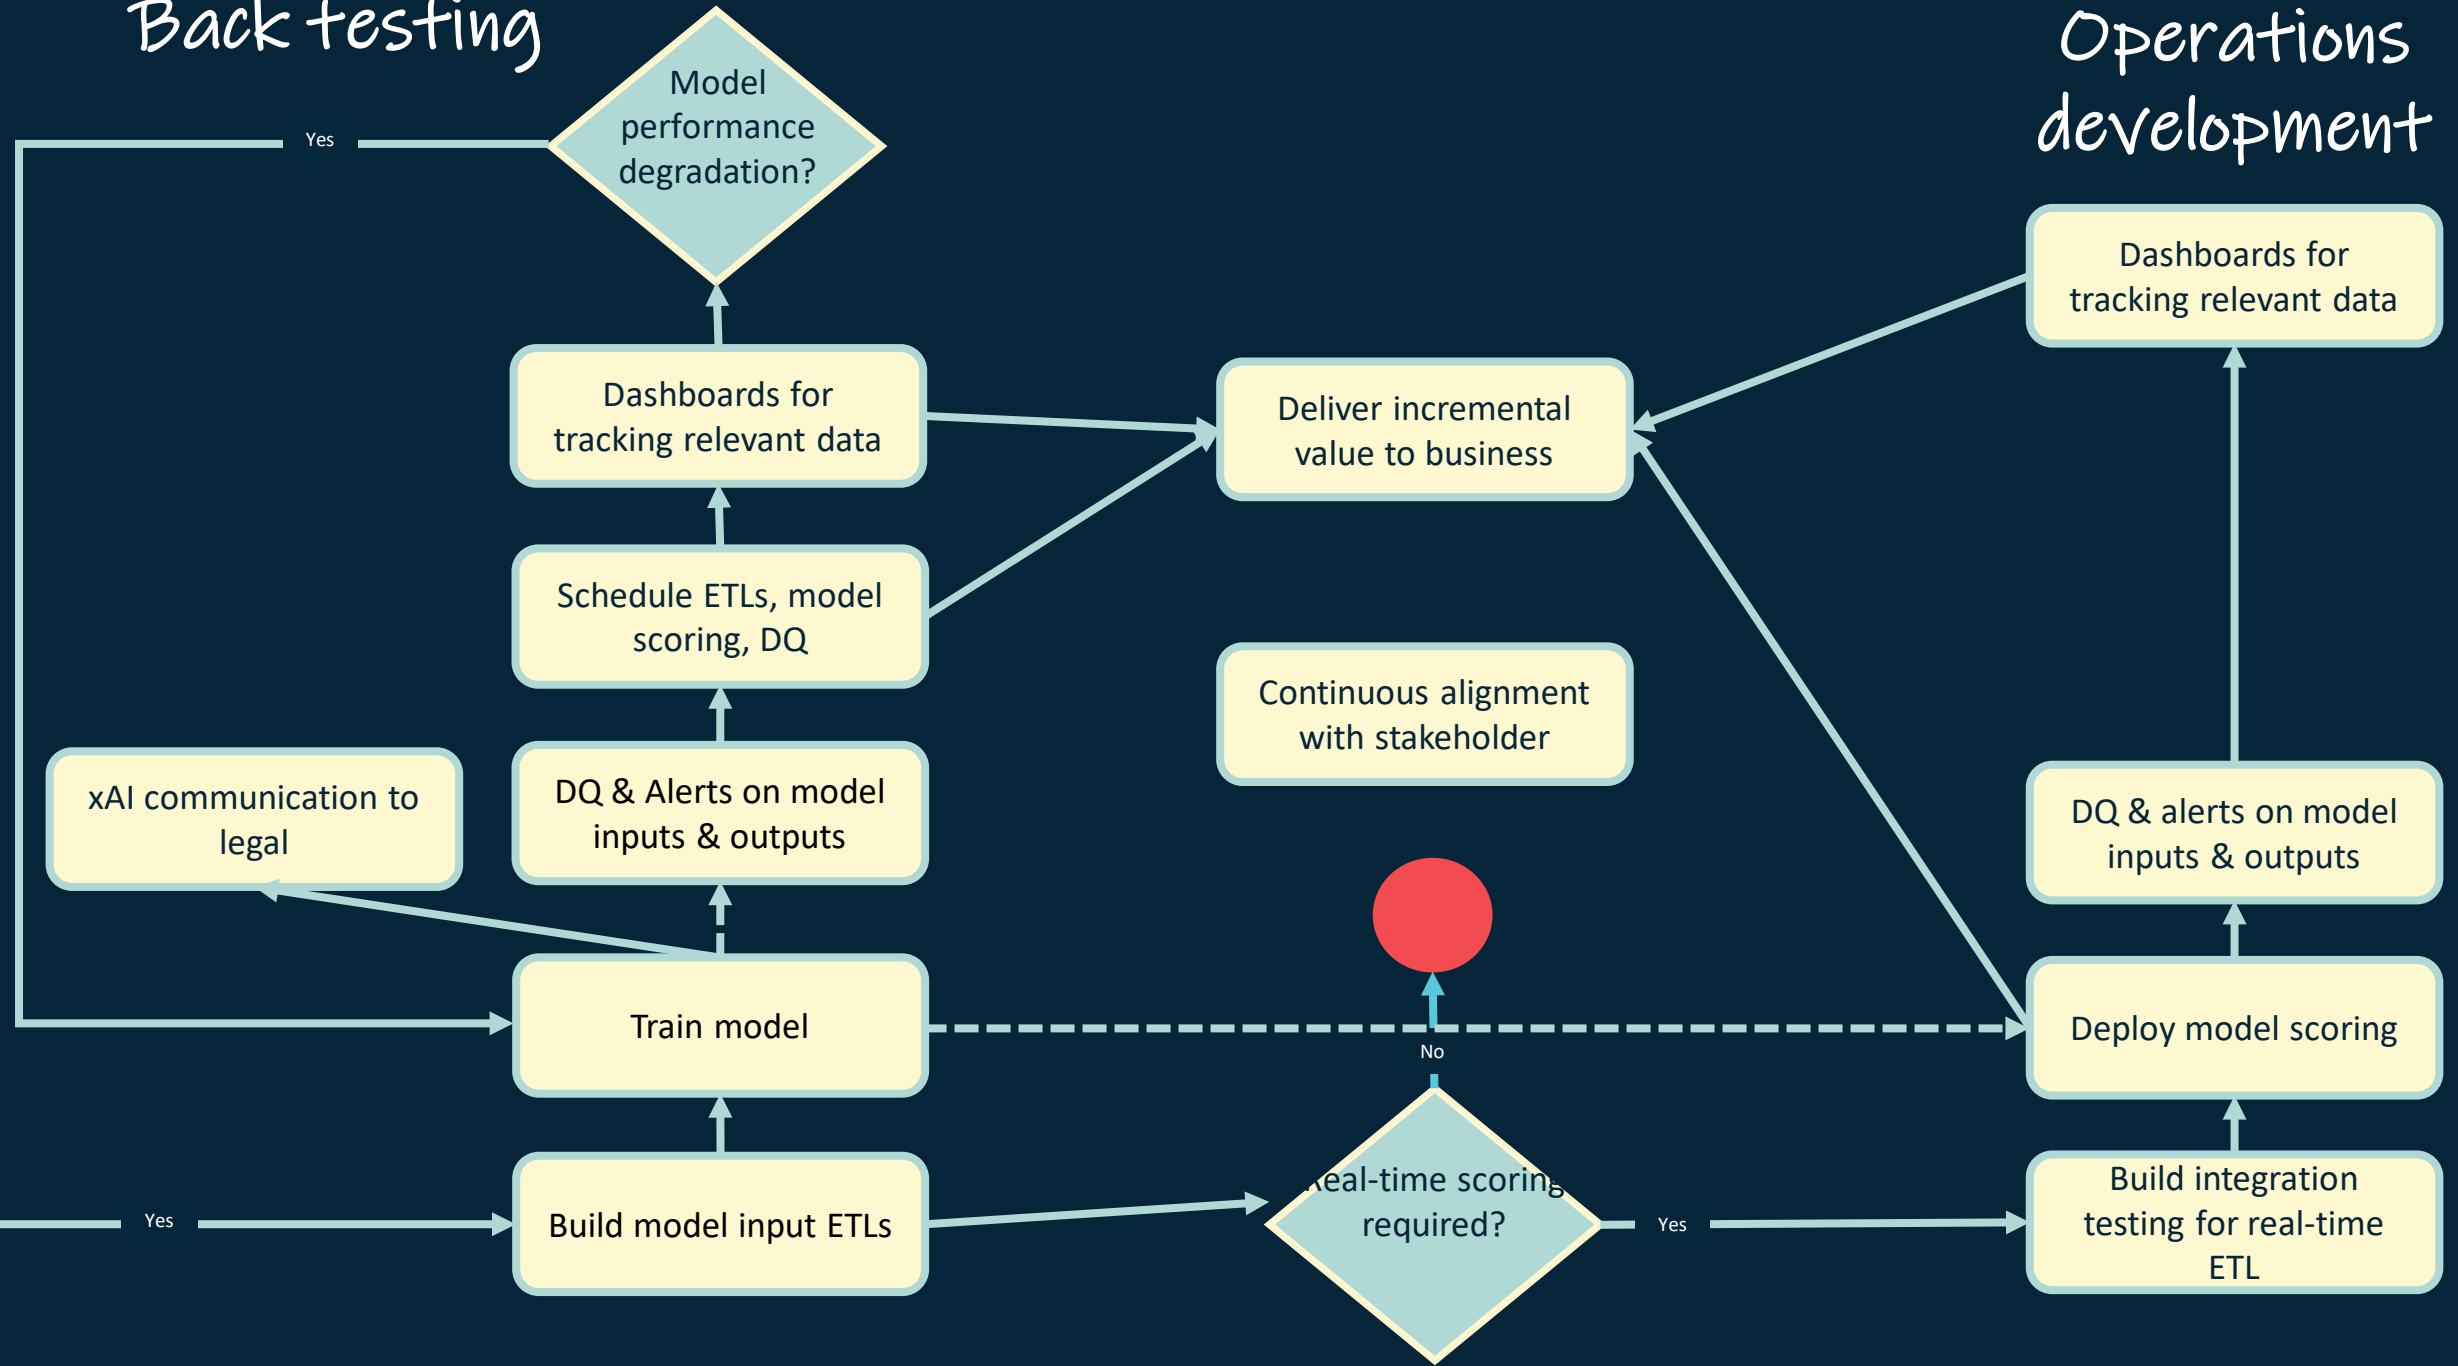 Back testing
Operations
development
Model
performance
degradation?
Yes
Dashboards for
tracking relevant data
Dashboards for
tracking relevant data
Deliver incremental
value to business
Schedule ETLs, model
scoring, DQ
Continuous alignment
with stakeholder
xAI communication to
legal
DQ & Alerts on model
inputs & outputs
DQ & alerts on model
inputs & outputs
Train model
Deploy model scoring
No
Yes
Build model input ETLs
Real-time scoring
required?
Yes
Build integration
testing for real-time
ETL